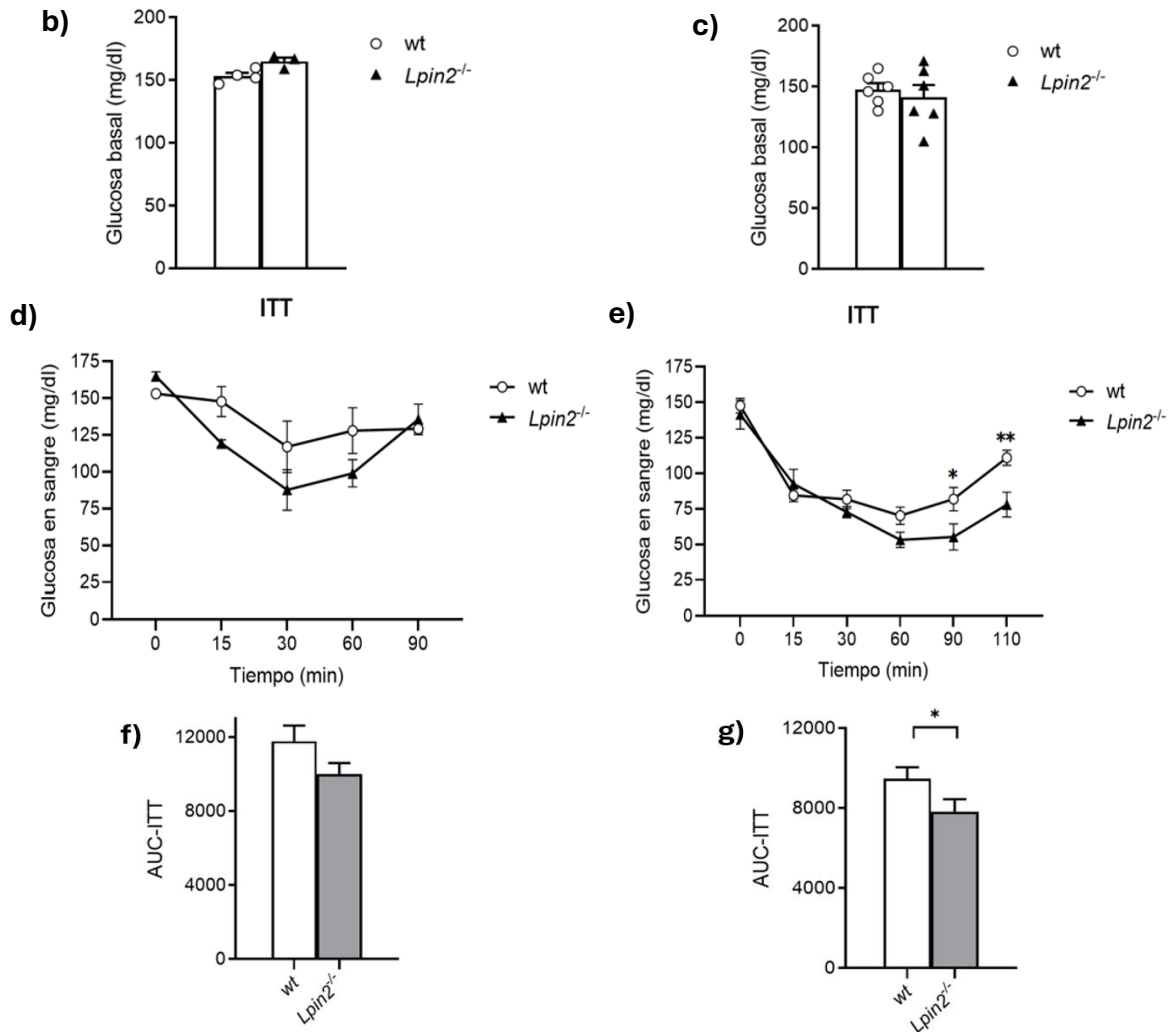 b)
200
150
100
50
0
Glucosa basal (mg/dl)
wt
Lpin2-/-
c)
200
150
100
50
0
Glucosa basal (mg/dl)
wt
Lpin2-/-
d)
ITT
175
150
125
100
75
50
25
0
Glucosa en sangre (mg/dl)
wt
Lpin2-/-
0 15 30 60 90
Tiempo (min)
e)
ITT
175
150
125
100
75
50
25
0
Glucosa en sangre (mg/dl)
wt
Lpin2-/-
*
**
0 15 30 60 90 110
Tiempo (min)
f)
12000
8000
4000
0
AUC-ITT
wt
Lpin2-/-
g)
12000
8000
4000
0
AUC-ITT
*
wt
Lpin2-/-